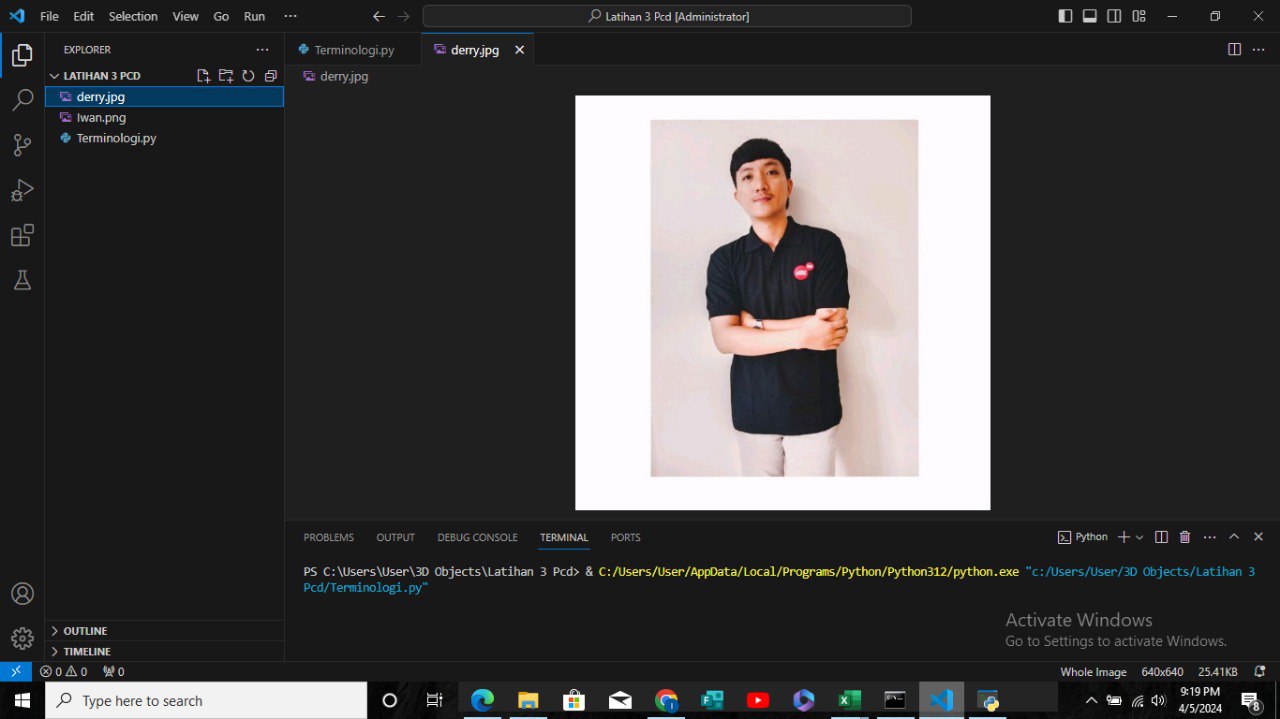 File Edit Selection View Go Run ···
Latihan 3 Pcd [Administrator]
EXPLORER
Terminologi.py
derry.jpg
LATIHAN 3 PCD
derry.jpg
derry.jpg
Iwan.png
Terminologi.py
PROBLEMS OUTPUT DEBUG CONSOLE TERMINAL PORTS
Python
PS C:\Users\User\3D Objects\Latihan 3 Pcd> & C:/Users/User/AppData/Local/Programs/Python/Python312/python.exe "c:/Users/User/3D Objects/Latihan 3
Pcd/Terminologi.py"
Activate Windows
Go to Settings to activate Windows.
OUTLINE
TIMELINE
0 0 0
Whole Image 640x640 25.41KB
Type here to search
9:19 PM
4/5/2024
8